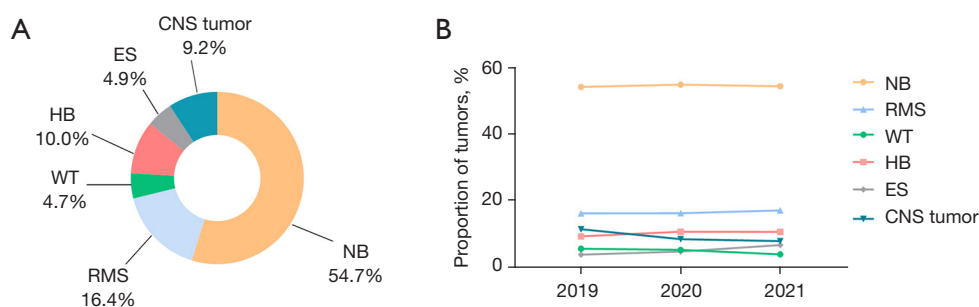 A
CNS tumor
9.2%
ES
4.9%
HB
10.0%
WT
4.7%
RMS
16.4%
NB
54.7%
B
Proportion of tumors, %
60
40
20
0
2019
2020
2021
NB
RMS
WT
HB
ES
CNS tumor